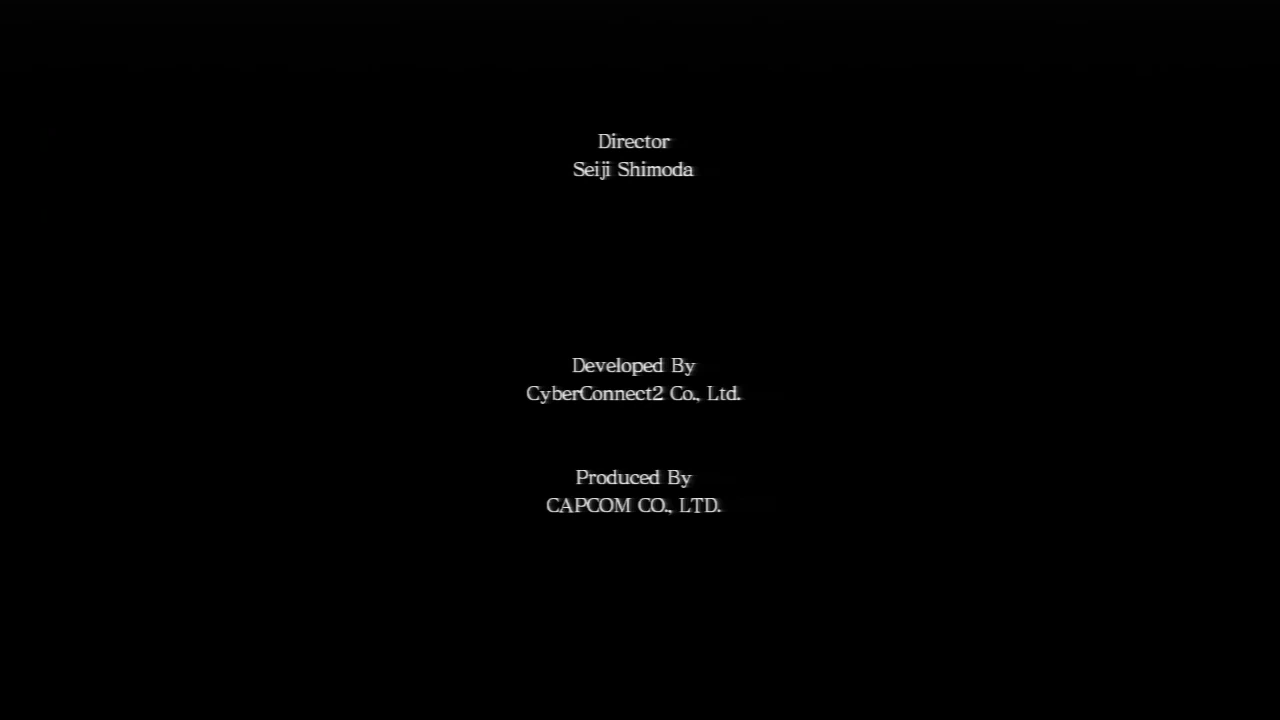 Director
Seiji Shimoda
Developed By
CyberConnect2 Co., Ltd.
Produced By
CAPCOM CO., LTD.